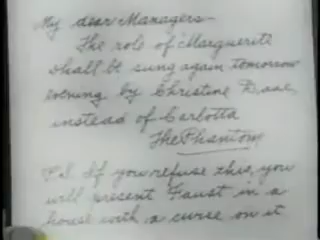 My dear Managers—
The role of "Marguerite
shall be sung again tomorrow
evening by Christine Daae,
instead of Carlotta
The Phantom
P.S. If you refuse this, you
will present Faust in a
house with a curse on it